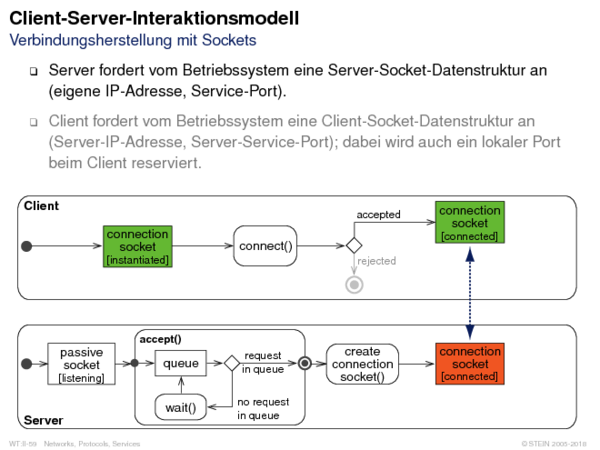 Client-Server-Interaktionsmodell
Verbindungsherstellung mit Sockets
❑ Server fordert vom Betriebssystem eine Server-Socket-Datenstruktur an
(eigene IP-Adresse, Service-Port).
❑ Client fordert vom Betriebssystem eine Client-Socket-Datenstruktur an
(Server-IP-Adresse, Server-Service-Port); dabei wird auch ein lokaler Port
beim Client reserviert.
Client
connection
socket
[instantiated]
connect()
accepted
rejected
connection
socket
[connected]
passive
socket
[listening]
accept()
queue
wait()
request
in queue
no request
in queue
create
connection
socket()
connection
socket
[connected]
Server
WT:II-59 Networks, Protocols, Services
© STEIN 2005-2018